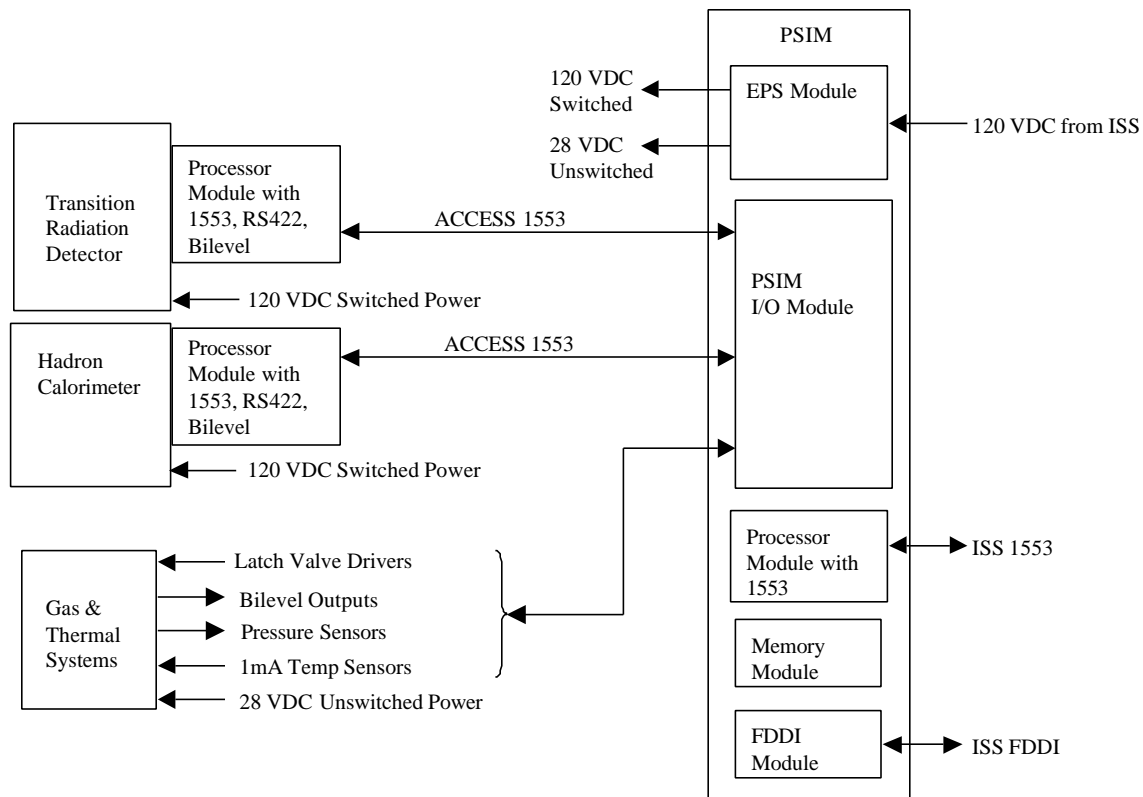 PSIM
120 VDC
Switched
EPS Module
120 VDC from ISS
28 VDC
Unswitched
Transition
Radiation
Detector
Processor
Module with
1553, RS422,
Bilevel
ACCESS 1553
PSIM
I/O Module
120 VDC Switched Power
Hadron
Calorimeter
Processor
Module with
1553, RS422,
Bilevel
ACCESS 1553
120 VDC Switched Power
Gas &
Thermal
Systems
Latch Valve Drivers
Bilevel Outputs
Pressure Sensors
1mA Temp Sensors
28 VDC Unswitched Power
Processor
Module with
1553
ISS 1553
Memory
Module
FDDI
Module
ISS FDDI